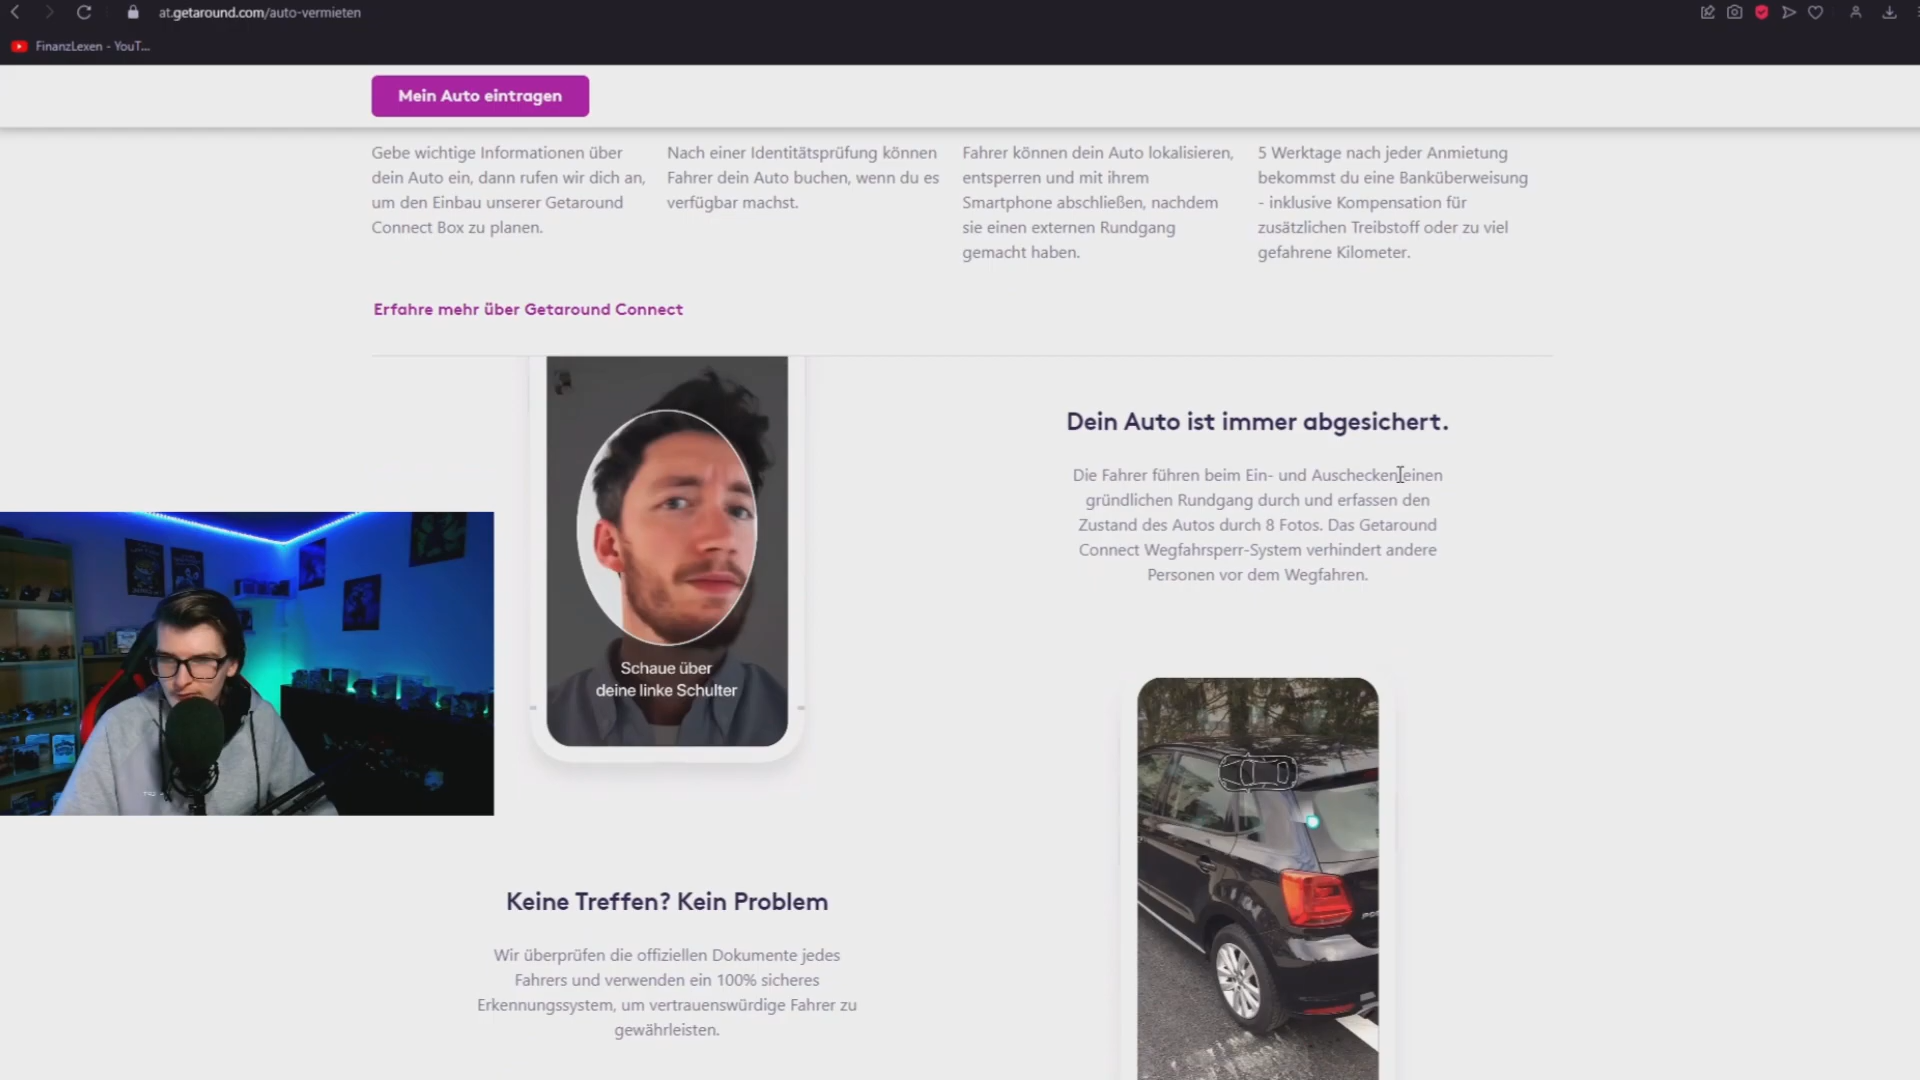 at.getaround.com/auto-vermieten
FinanzLexen - YouT...
Mein Auto eintragen
Gebe wichtige Informationen über
dein Auto ein, dann rufen wir dich an,
um den Einbau unserer Getaround
Connect Box zu planen.
Nach einer Identitätsprüfung können
Fahrer dein Auto buchen, wenn du es
verfügbar machst.
Fahrer können dein Auto lokalisieren,
entsperren und mit ihrem
Smartphone abschließen, nachdem
sie einen externen Rundgang
gemacht haben.
5 Werktage nach jeder Anmietung
bekommst du eine Banküberweisung
- inklusive Kompensation für
zusätzlichen Treibstoff oder zu viel
gefahrene Kilometer.
Erfahre mehr über Getaround Connect
Schaue über
deine linke Schulter
Dein Auto ist immer abgesichert.
Die Fahrer führen beim Ein- und Auschecken einen
gründlichen Rundgang durch und erfassen den
Zustand des Autos durch 8 Fotos. Das Getaround
Connect Wegfahrsperr-System verhindert andere
Personen vor dem Wegfahren.
Keine Treffen? Kein Problem
Wir überprüfen die offiziellen Dokumente jedes
Fahrers und verwenden ein 100% sicheres
Erkennungssystem, um vertrauenswürdige Fahrer zu
gewährleisten.